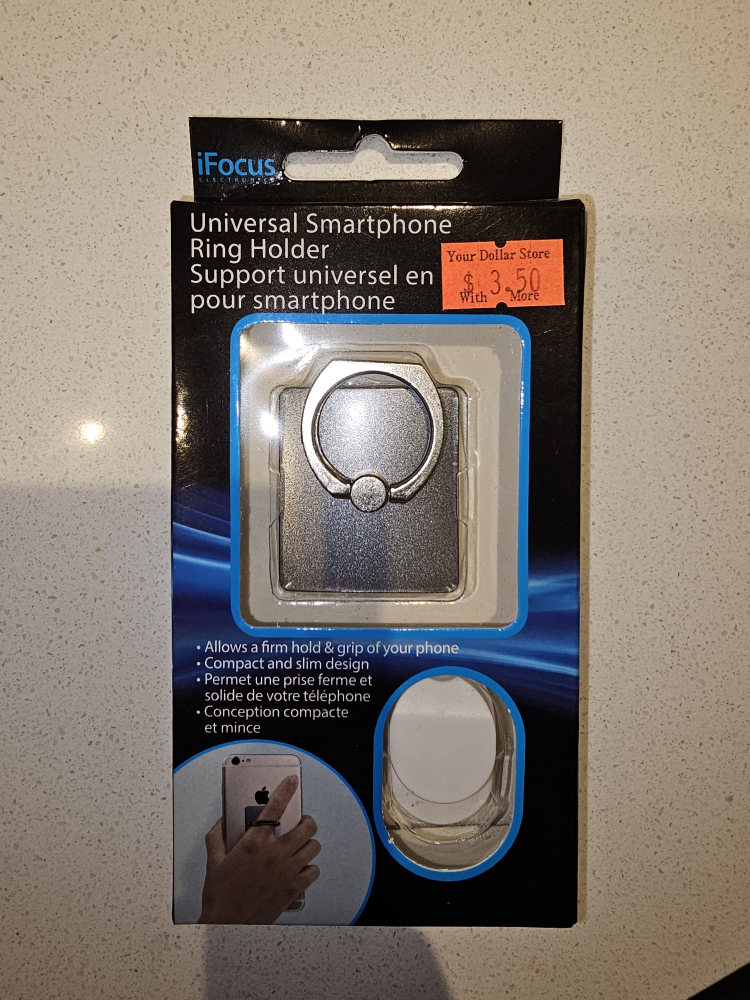 iFocus
ELECTRONICS
Universal Smartphone
Ring Holder
Support universel en
pour smartphone
Your Dollar Store
$ 3.50
With More
• Allows a firm hold & grip of your phone
• Compact and slim design
• Permet une prise ferme et
solide de votre téléphone
• Conception compacte
et mince